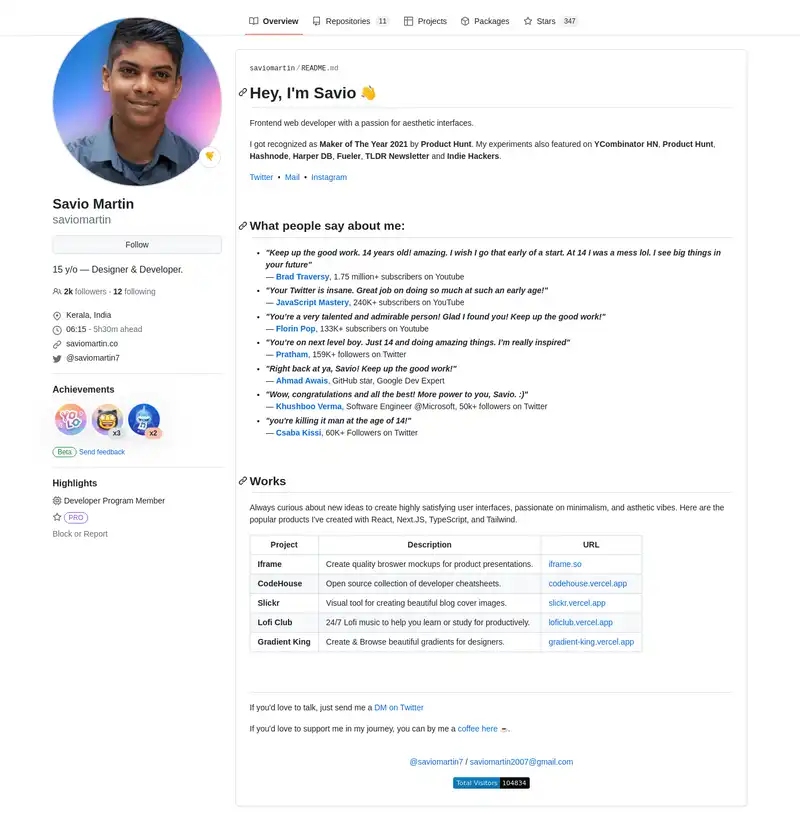 Overview
Repositories 11
Projects
Packages
Stars 347
Savio Martin
saviomartin
Follow
15 y/o — Designer & Developer.
2k followers · 12 following
Kerala, India
06:15 - 5h30m ahead
saviomartin.co
@saviomartin7
Achievements
YOLO
x3
x2
Beta Send feedback
Highlights
Developer Program Member
PRO
Block or Report
saviomartin/README.md
Hey, I'm Savio 👋
Frontend web developer with a passion for aesthetic interfaces.
I got recognized as Maker of The Year 2021 by Product Hunt. My experiments also featured on YCombinator HN, Product Hunt,
Hashnode, Harper DB, Fueler, TLDR Newsletter and Indie Hackers.
Twitter • Mail • Instagram
What people say about me:
• "Keep up the good work. 14 years old! amazing. I wish I go that early of a start. At 14 I was a mess lol. I see big things in
your future"
— Brad Traversy, 1.75 million+ subscribers on Youtube
• "Your Twitter is insane. Great job on doing so much at such an early age!"
— JavaScript Mastery, 240K+ subscribers on YouTube
• "You're a very talented and admirable person! Glad I found you! Keep up the good work!"
— Florin Pop, 133K+ subscribers on Youtube
• "You're on next level boy. Just 14 and doing amazing things. I'm really inspired"
— Pratham, 159K+ followers on Twitter
• "Right back at ya, Savio! Keep up the good work!"
— Ahmad Awais, GitHub star, Google Dev Expert
• "Wow, congratulations and all the best! More power to you, Savio. :)"
— Khushboo Verma, Software Engineer @Microsoft, 50k+ followers on Twitter
• "you're killing it man at the age of 14!"
— Csaba Kissi, 60K+ Followers on Twitter
Works
Always curious about new ideas to create highly satisfying user interfaces, passionate on minimalism, and asthetic vibes. Here are the
popular products I've created with React, Next.JS, TypeScript, and Tailwind.
Project Description URL
Iframe Create quality broswer mockups for product presentations. iframe.so
CodeHouse Open source collection of developer cheatsheets. codehouse.vercel.app
Slickr Visual tool for creating beautiful blog cover images. slickr.vercel.app
Lofi Club 24/7 Lofi music to help you learn or study for productively. loficlub.vercel.app
Gradient King Create & Browse beautiful gradients for designers. gradient-king.vercel.app
If you'd love to talk, just send me a DM on Twitter
If you'd love to support me in my journey, you can by me a coffee here ☕.
@saviomartin7 / saviomartin2007@gmail.com
Total Visitors 104834